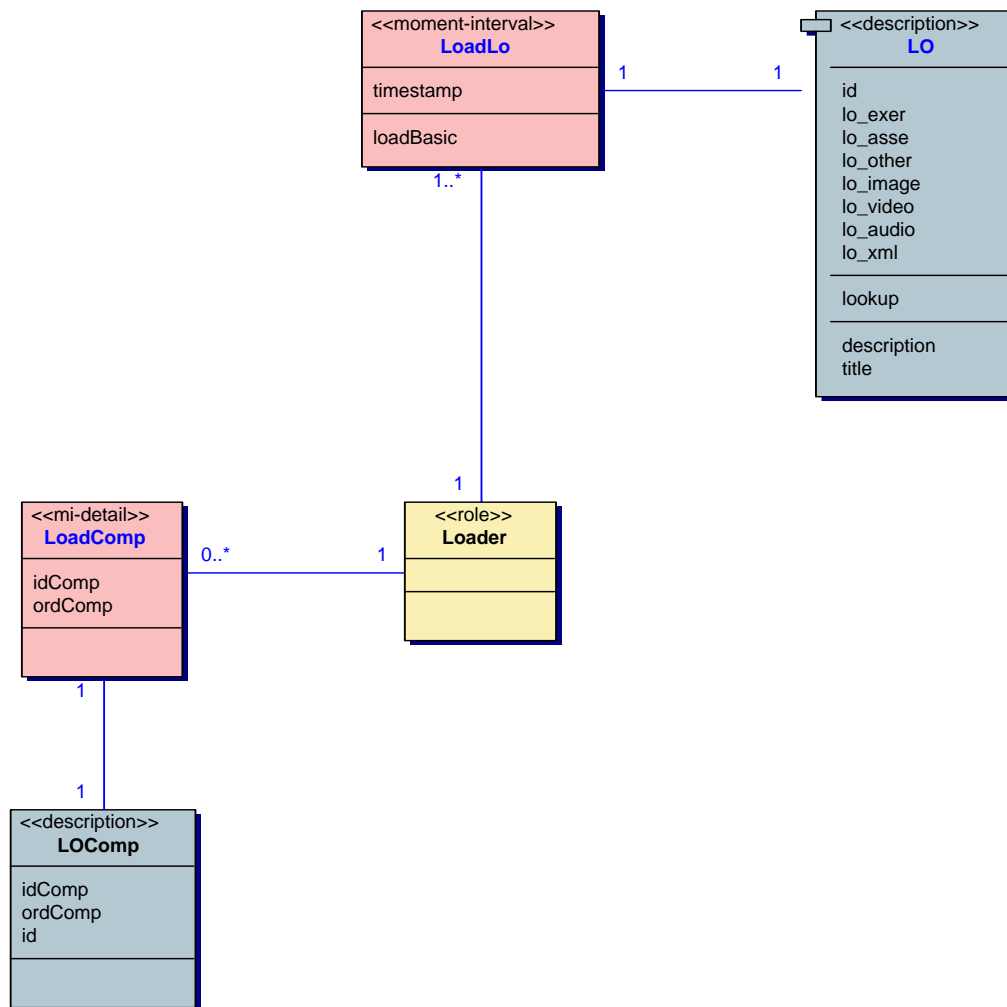 <<moment-interval>>
LoadLo
timestamp
loadBasic
1
1
<<description>>
LO
id
lo_exer
lo_asse
lo_other
lo_image
lo_video
lo_audio
lo_xml
lookup
description
title
1..*
1
<<mi-detail>>
LoadComp
idComp
ordComp
0..*
1
<<role>>
Loader
1
1
<<description>>
LOComp
idComp
ordComp
id